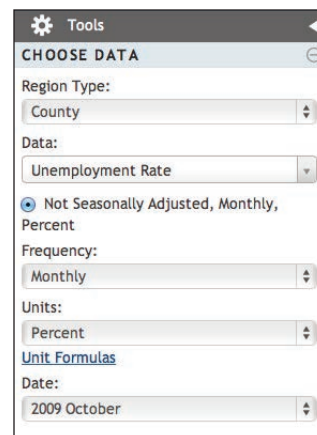 Tools
CHOOSE DATA
Region Type:
County
Data:
Unemployment Rate
Not Seasonally Adjusted, Monthly,
Percent
Frequency:
Monthly
Units:
Percent
Unit Formulas
Date:
2009 October